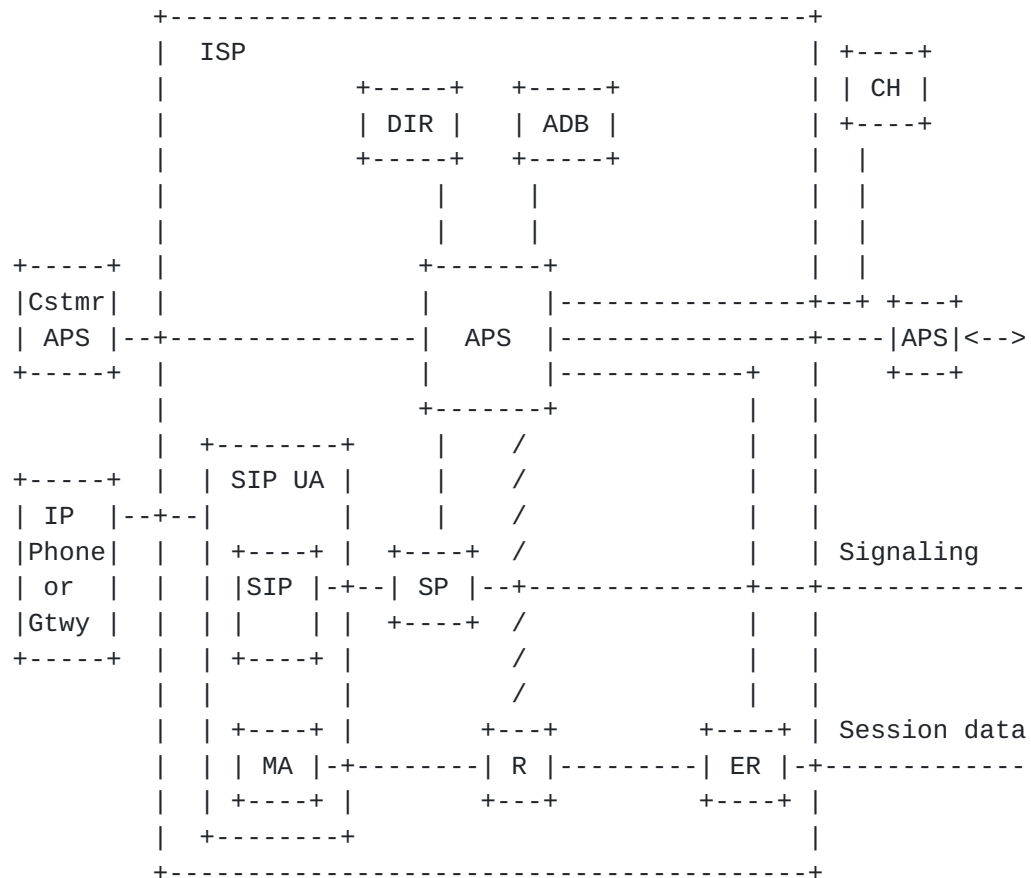 ISP
CH
DIR ADB
Cstmr
APS APS APS
SIP UA
IP
Phone Signaling
or SIP SP
Gtwy
Session data
MA R ER